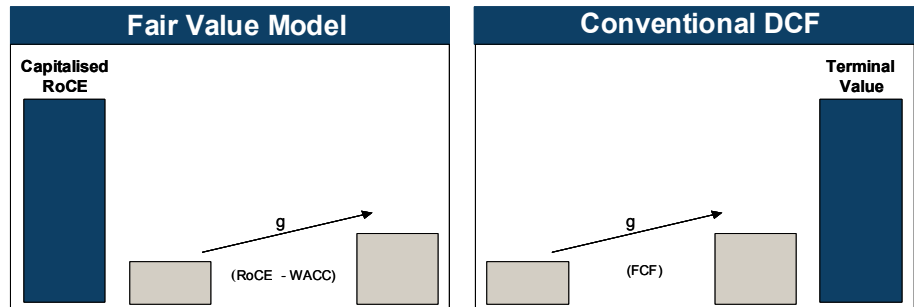 Fair Value Model
Capitalised
RoCE
g
(RoCE - WACC)
Conventional DCF
Terminal
Value
g
(FCF)